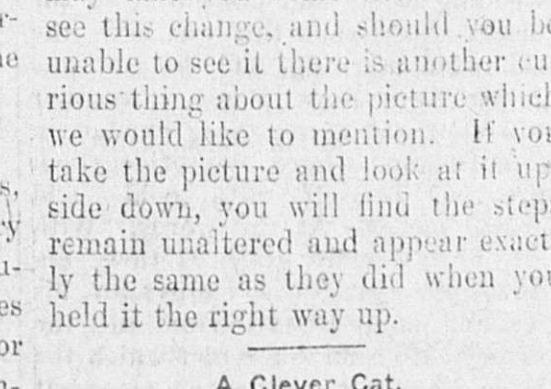 see this change, and should you be
unable to see it there is another cu-
rious thing about the picture which
we would like to mention. If you
take the picture and look at it up-
side down, you will find the steps
remain unaltered and appear exact-
ly the same as they did when you
held it the right way up.
A Clever Cat.